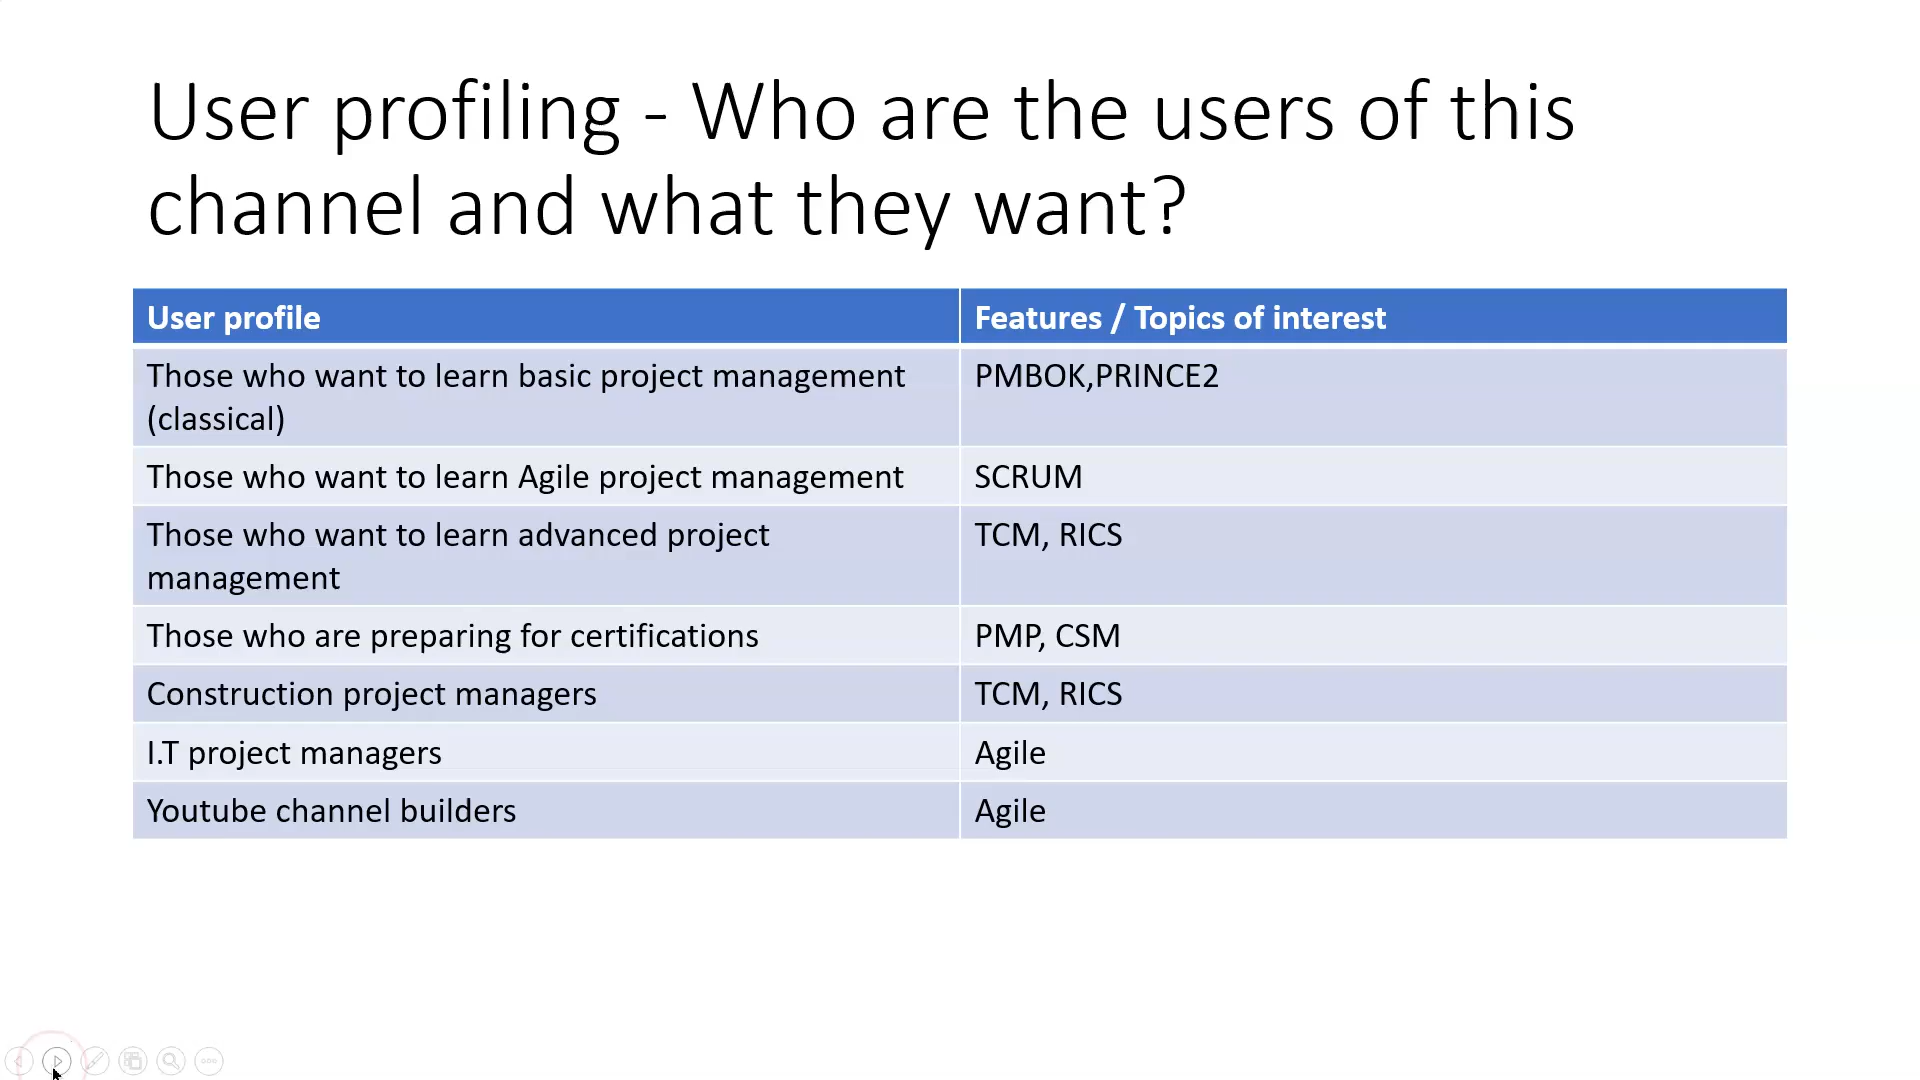 User profiling - Who are the users of this
channel and what they want?
User profile
Features / Topics of interest
Those who want to learn basic project management
(classical)
PMBOK,PRINCE2
Those who want to learn Agile project management
SCRUM
Those who want to learn advanced project
management
TCM, RICS
Those who are preparing for certifications
PMP, CSM
Construction project managers
TCM, RICS
I.T project managers
Agile
Youtube channel builders
Agile